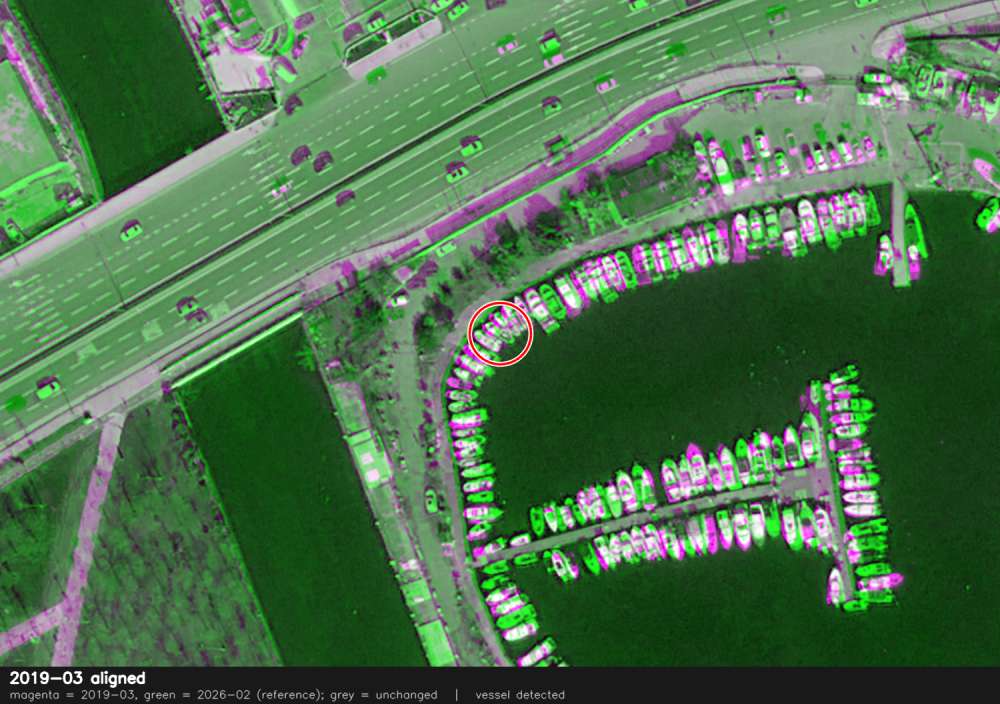 2019-03 aligned
magenta = 2019-03, green = 2026-02 (reference); grey = unchanged | vessel detected